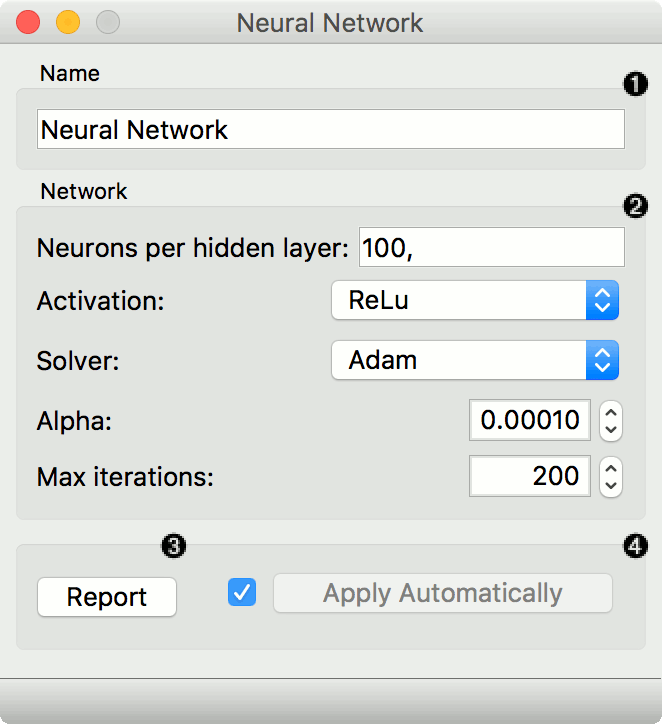 Neural Network
Name
❶
Neural Network
Network
❷
Neurons per hidden layer: 100,
Activation: ReLu
Solver: Adam
Alpha: 0.00010
Max iterations: 200
❸ ❹
Report Apply Automatically